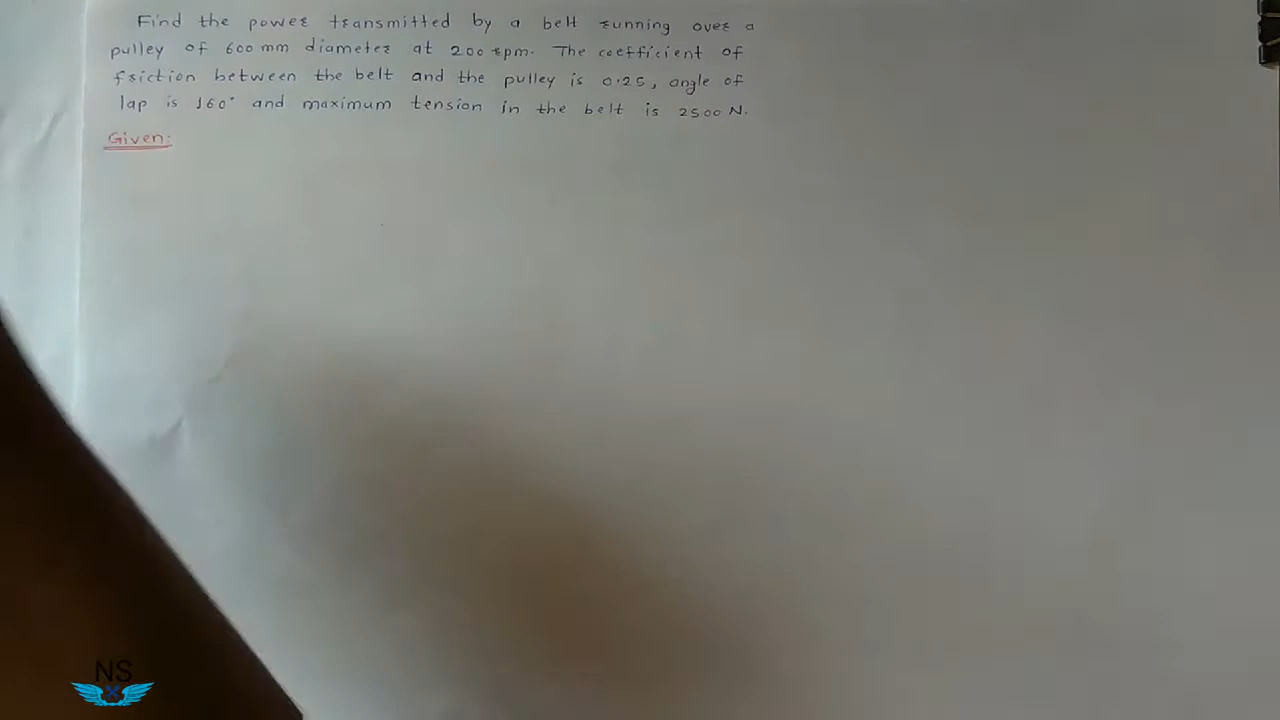 Find the power transmitted by a belt running over a
pulley of 600 mm diameter at 200 rpm. The coefficient of
friction between the belt and the pulley is 0.25, angle of
lap is 160° and maximum tension in the belt is 2500 N.
Given:
NS